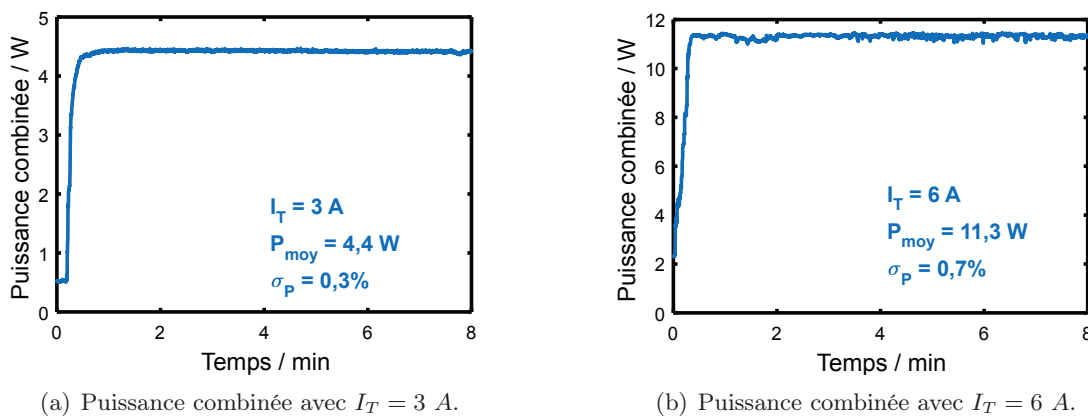 Puissance combinée / W
5
4
3
2
1
0
0 2 4 6 8
Temps / min
I_T = 3 A
P_moy = 4,4 W
σ_P = 0,3%
(a) Puissance combinée avec I_T = 3 A.
Puissance combinée / W
12
10
8
6
4
2
0
0 2 4 6 8
Temps / min
I_T = 6 A
P_moy = 11,3 W
σ_P = 0,7%
(b) Puissance combinée avec I_T = 6 A.